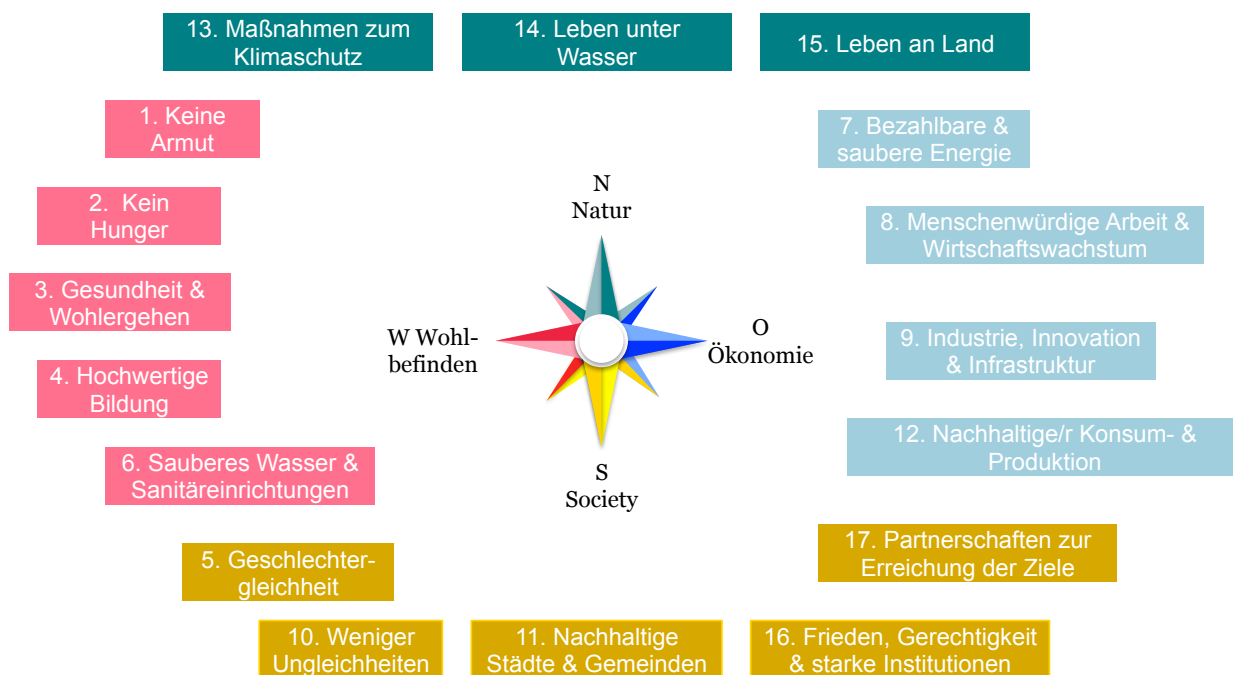 13. Maßnahmen zum
Klimaschutz
14. Leben unter
Wasser
15. Leben an Land
1. Keine
Armut
7. Bezahlbare &
saubere Energie
2. Kein
Hunger
N
Natur
8. Menschenwürdige Arbeit &
Wirtschaftswachstum
3. Gesundheit &
Wohlergehen
W Wohl-
befinden
O
Ökonomie
9. Industrie, Innovation
& Infrastruktur
4. Hochwertige
Bildung
12. Nachhaltige/r Konsum- &
Produktion
6. Sauberes Wasser &
Sanitäreinrichtungen
S
Society
5. Geschlechter-
gleichheit
17. Partnerschaften zur
Erreichung der Ziele
10. Weniger
Ungleichheiten
11. Nachhaltige
Städte & Gemeinden
16. Frieden, Gerechtigkeit
& starke Institutionen